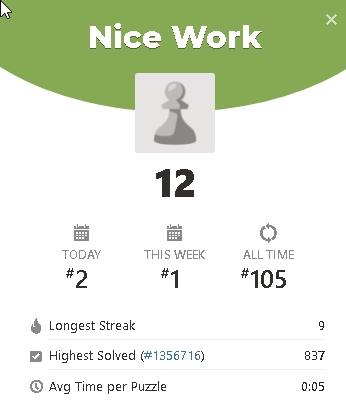 Nice Work
12
TODAY THIS WEEK ALL TIME
#2 #1 #105
Longest Streak 9
Highest Solved (#1356716) 837
Avg Time per Puzzle 0:05